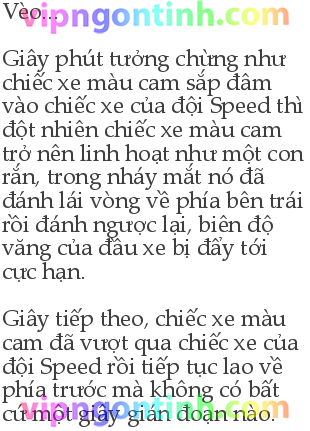 vipngontinh.com
Vèo...
Giây phút tưởng chừng như
chiếc xe màu cam sắp đâm
vào chiếc xe của đội Speed thì
đột nhiên chiếc xe màu cam
trở nên linh hoạt như một con
rắn, trong nháy mắt nó đã
đánh lái vòng về phía bên trái
rồi đánh ngược lại, biên độ
văng của đầu xe bị đẩy tới
cực hạn.
Giây tiếp theo, chiếc xe màu
cam đã vượt qua chiếc xe của
đội Speed rồi tiếp tục lao về
phía trước mà không có bất
cứ một giây gián đoạn nào.
vipngontinh.com